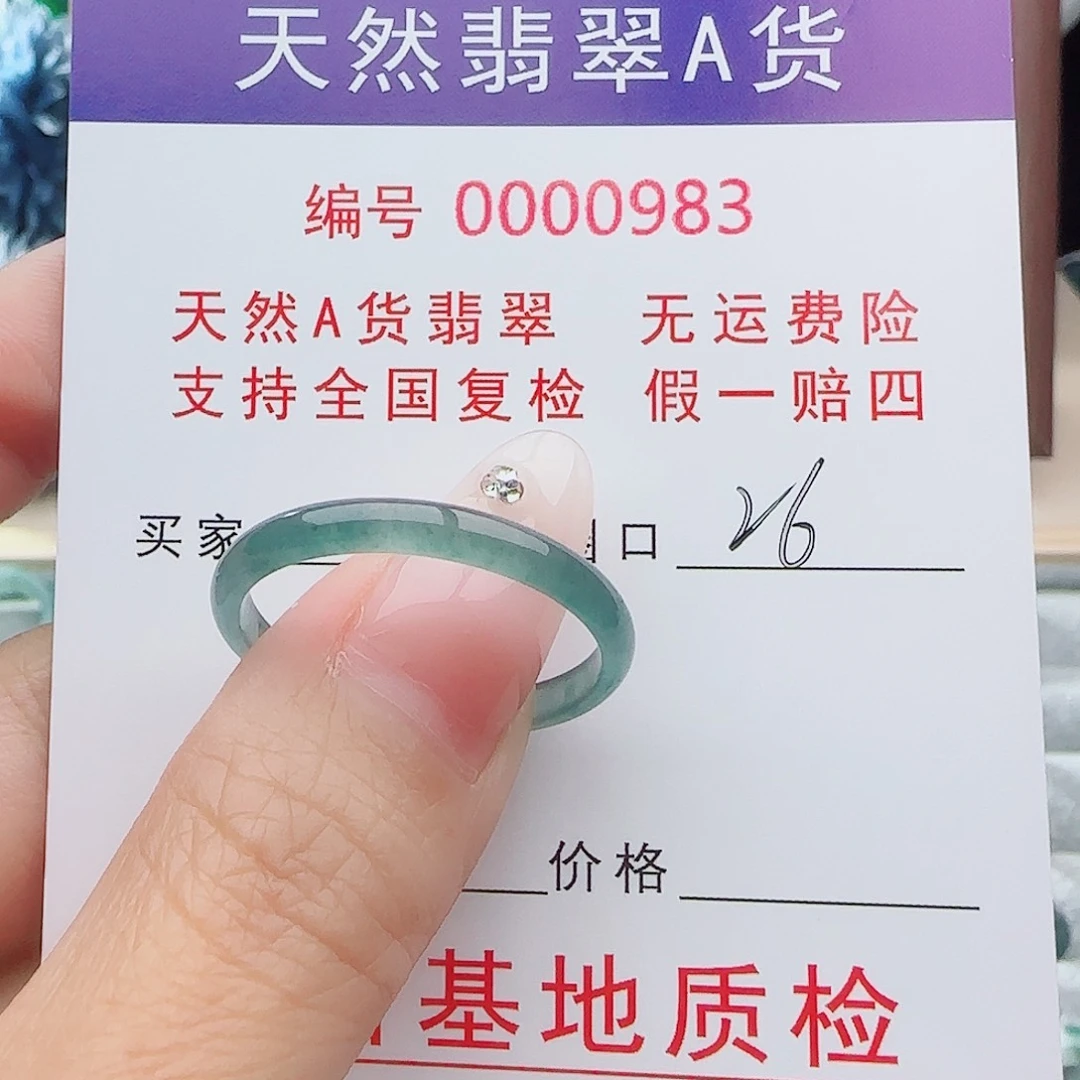 天然翡翠A货
编号 0000983
天然A货翡翠 无运费险
支持全国复检 假一赔四
买家 口 26
价格
基地质检